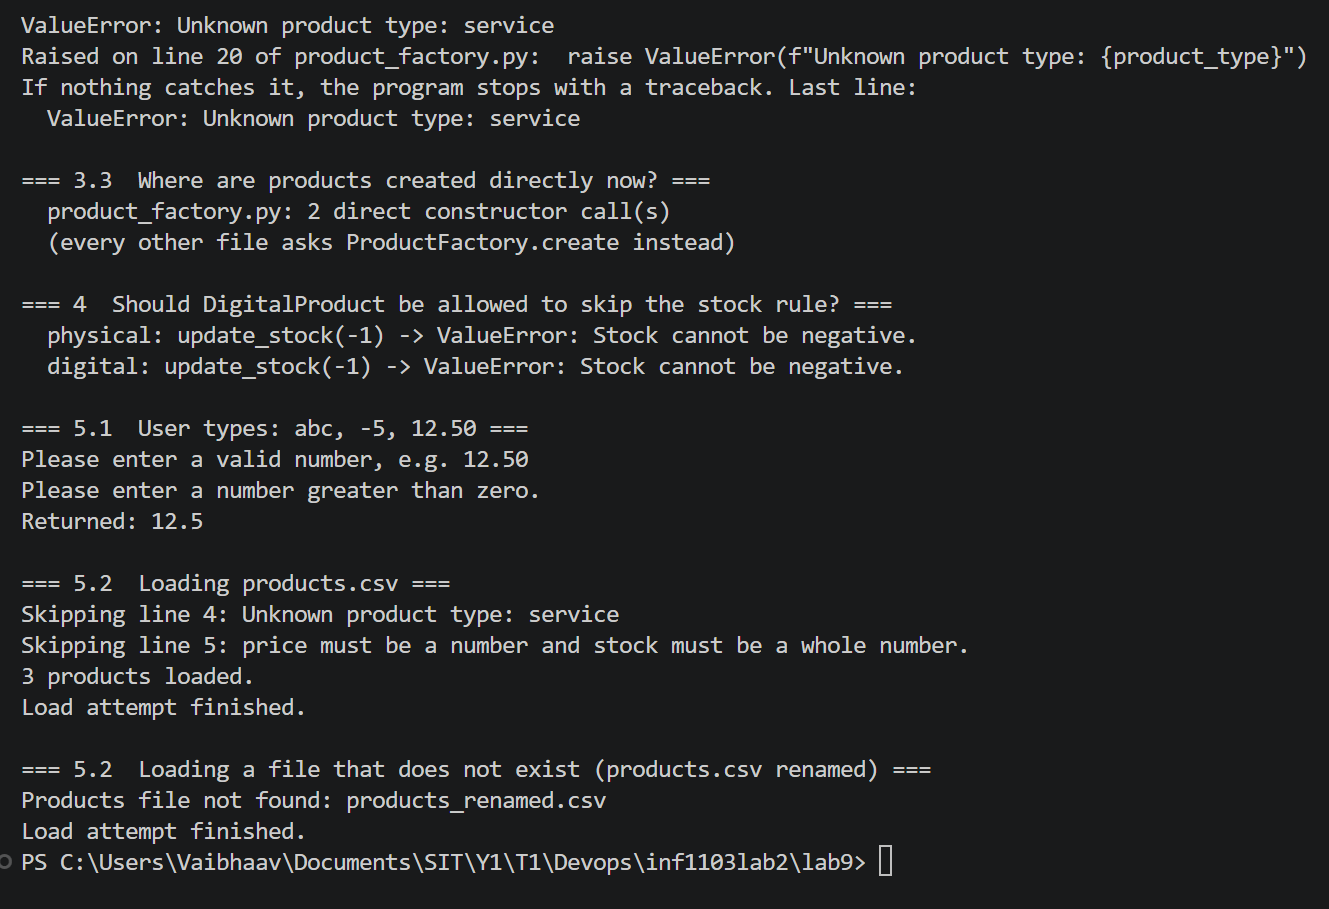 ValueError: Unknown product type: service
Raised on line 20 of product_factory.py:  raise ValueError(f"Unknown product type: {product_type}")
If nothing catches it, the program stops with a traceback. Last line:
  ValueError: Unknown product type: service

=== 3.3  Where are products created directly now? ===
  product_factory.py: 2 direct constructor call(s)
  (every other file asks ProductFactory.create instead)

=== 4  Should DigitalProduct be allowed to skip the stock rule? ===
  physical: update_stock(-1) -> ValueError: Stock cannot be negative.
  digital: update_stock(-1) -> ValueError: Stock cannot be negative.

=== 5.1  User types: abc, -5, 12.50 ===
Please enter a valid number, e.g. 12.50
Please enter a number greater than zero.
Returned: 12.5

=== 5.2  Loading products.csv ===
Skipping line 4: Unknown product type: service
Skipping line 5: price must be a number and stock must be a whole number.
3 products loaded.
Load attempt finished.

=== 5.2  Loading a file that does not exist (products.csv renamed) ===
Products file not found: products_renamed.csv
Load attempt finished.
PS C:\Users\Vaibhaav\Documents\SIT\Y1\T1\Devops\inf1103lab2\lab9>